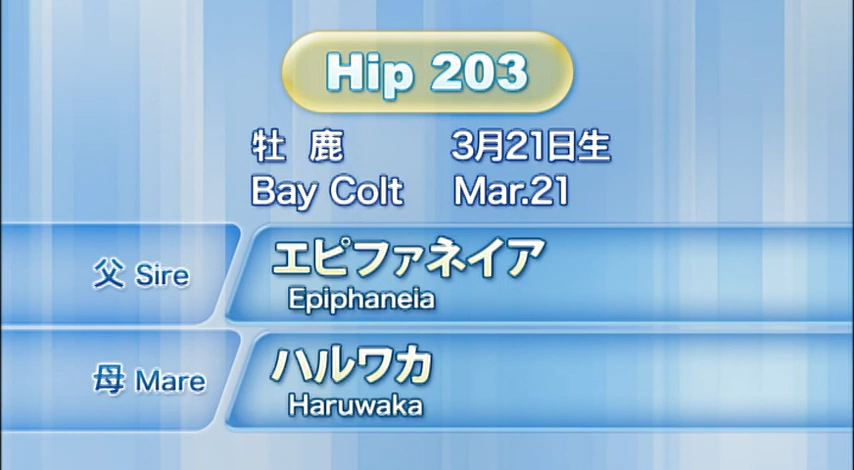 Hip 203
牡 鹿 3月21日生
Bay Colt Mar.21
父 Sire エピファネイア
Epiphaneia
母 Mare ハルワカ
Haruwaka